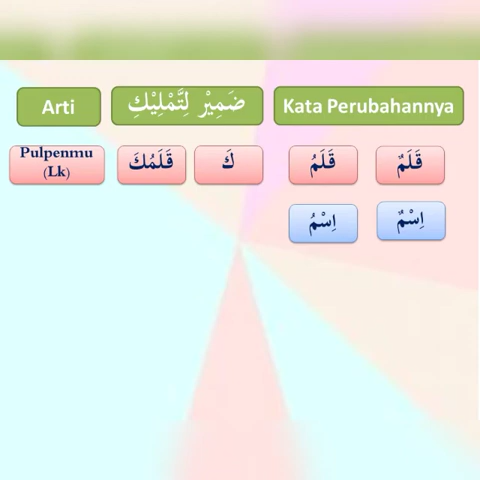 Arti
ضَمِيْر لِتَّمْلِيْكِ
Kata Perubahannya
Pulpenmu
(Lk)
قَلَمُكَ
كَ
قَلَمُ
قَلَمٌ
اِسْمُ
اِسْمٌ